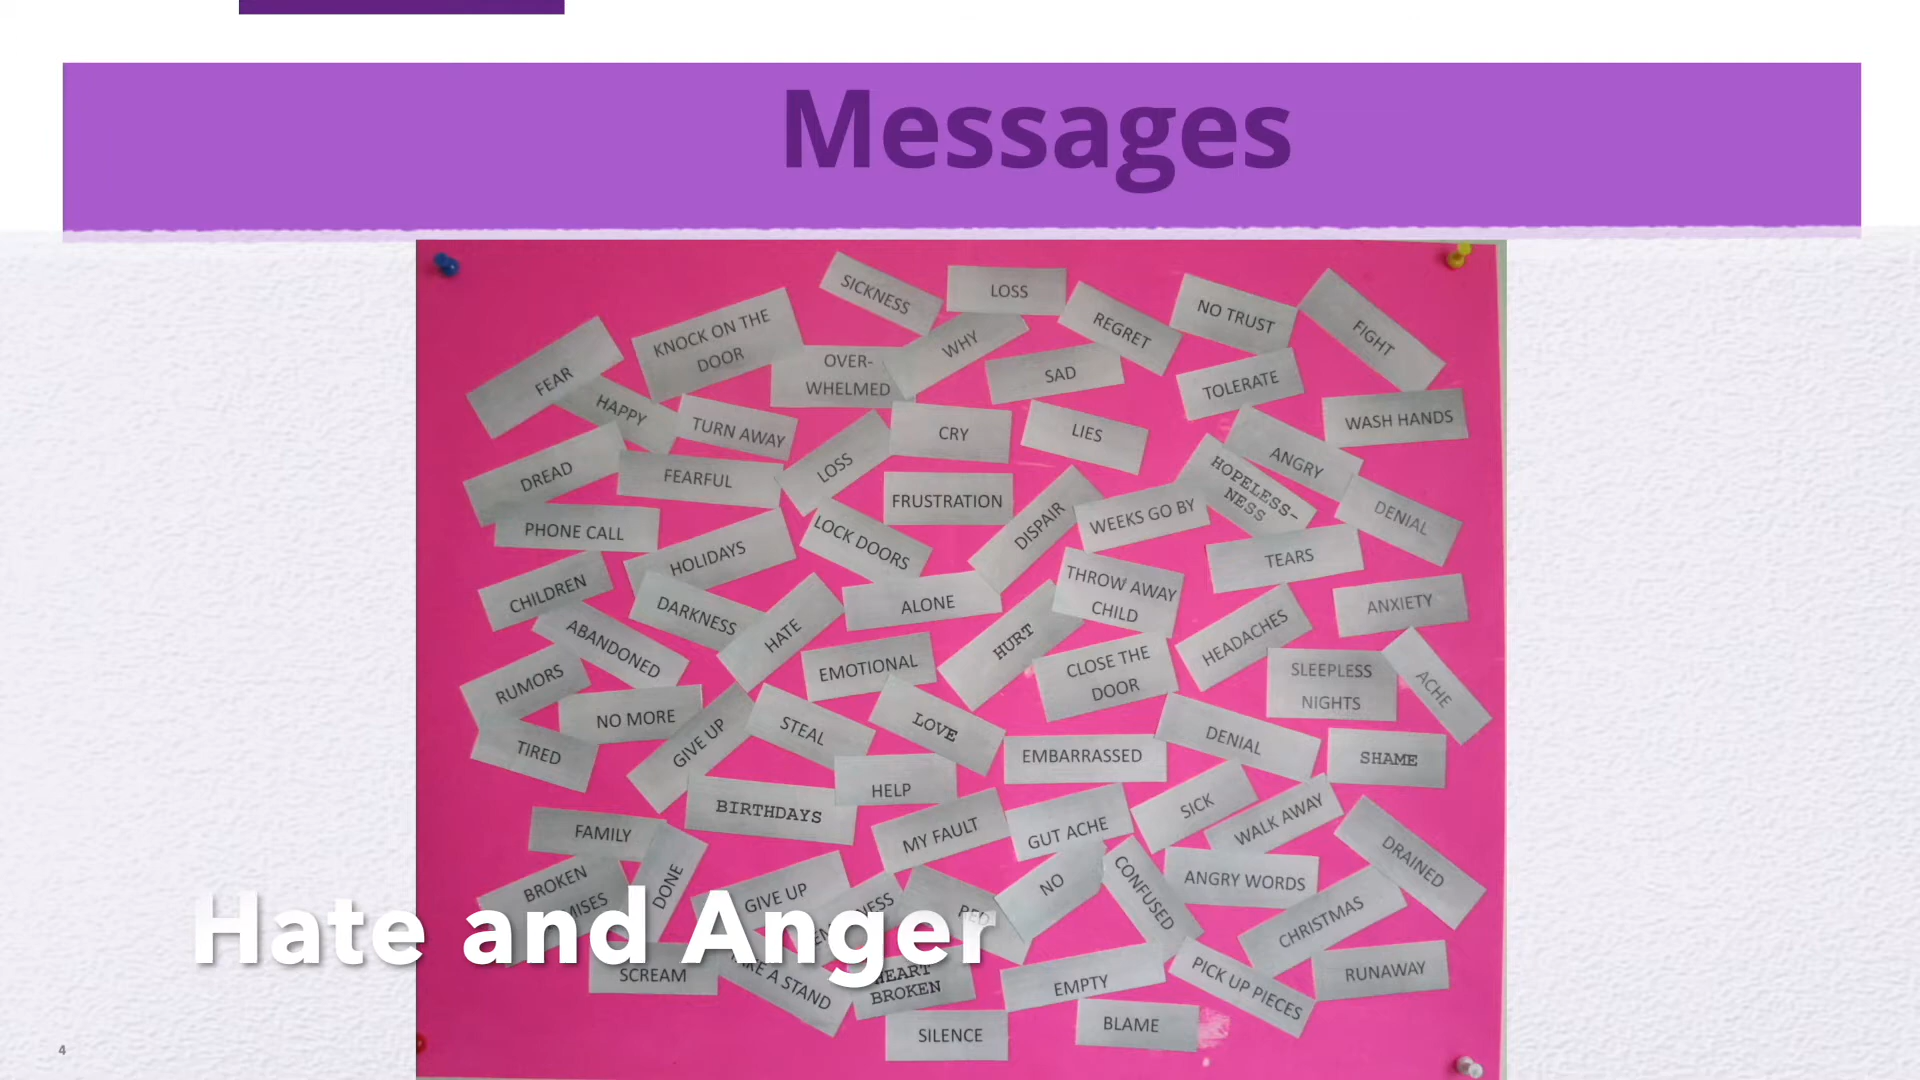 Messages
SICKNESS
LOSS
KNOCK ON THE
DOOR
WHY
REGRET
NO TRUST
FIGHT
FEAR
OVER-
WHELMED
SAD
TOLERATE
HAPPY
TURN AWAY
CRY
LIES
WASH HANDS
DREAD
FEARFUL
LOSS
FRUSTRATION
ANGRY
HOPELESS-
NESS
PHONE CALL
HOLIDAYS
LOCK DOORS
DISPAIR
WEEKS GO BY
DENIAL
TEARS
CHILDREN
DARKNESS
HATE
ALONE
THROW AWAY
CHILD
ANXIETY
ABANDONED
EMOTIONAL
HURT
CLOSE THE
DOOR
HEADACHES
SLEEPLESS
NIGHTS
ACHE
RUMORS
NO MORE
GIVE UP
STEAL
LOVE
EMBARRASSED
DENIAL
SHAME
TIRED
BIRTHDAYS
HELP
SICK
WALK AWAY
FAMILY
MY FAULT
GUT ACHE
DRAINED
BROKEN
DONE
GIVE UP
NO
CONFUSED
ANGRY WORDS
CHRISTMAS
Hate and Anger
SCREAM
A STAND
HEART
BROKEN
EMPTY
PICK UP PIECES
RUNAWAY
SILENCE
BLAME
4